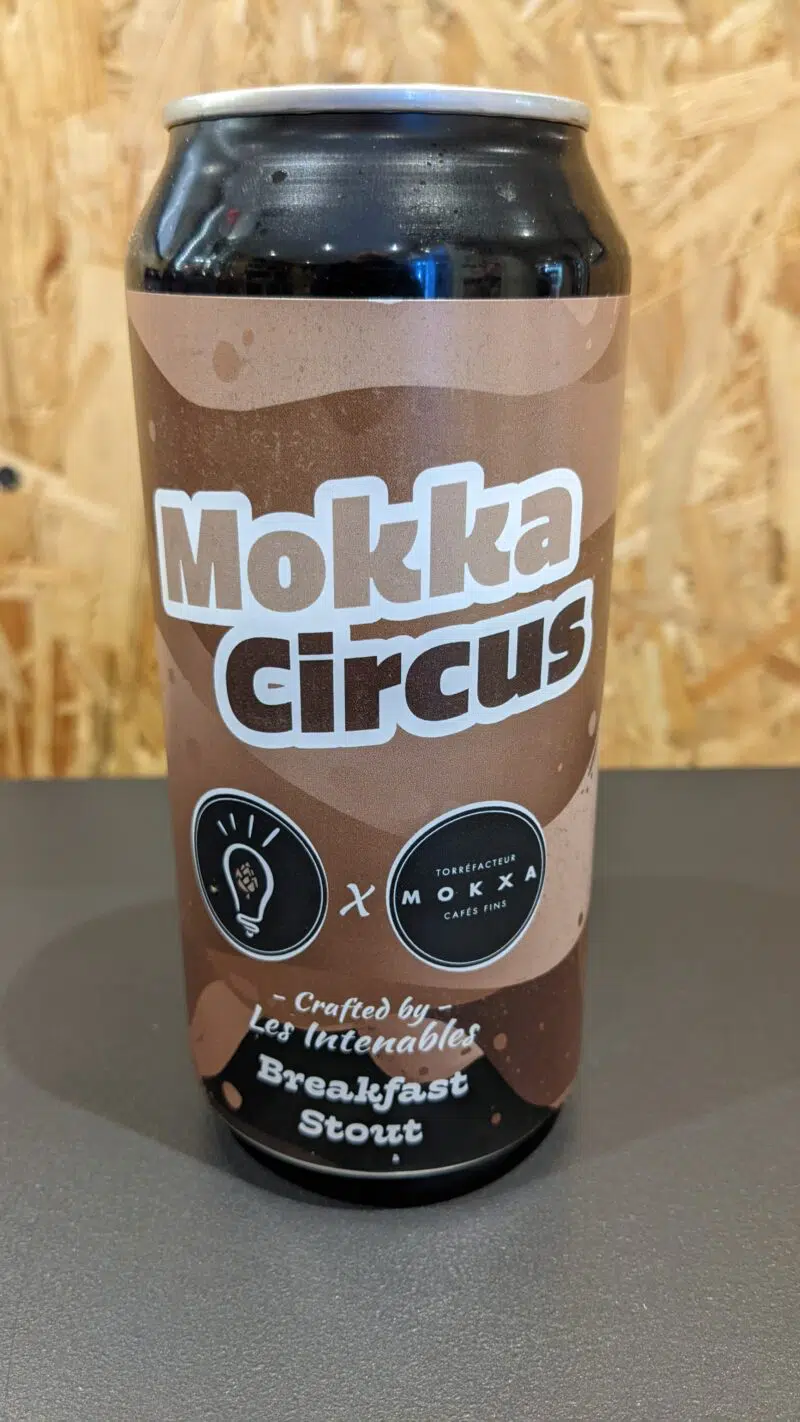 Mokka
Circus
TORRÉFACTEUR
MOKXA
CAFÉS FINS
X
- Crafted by -
Les Intenables
Breakfast
Stout